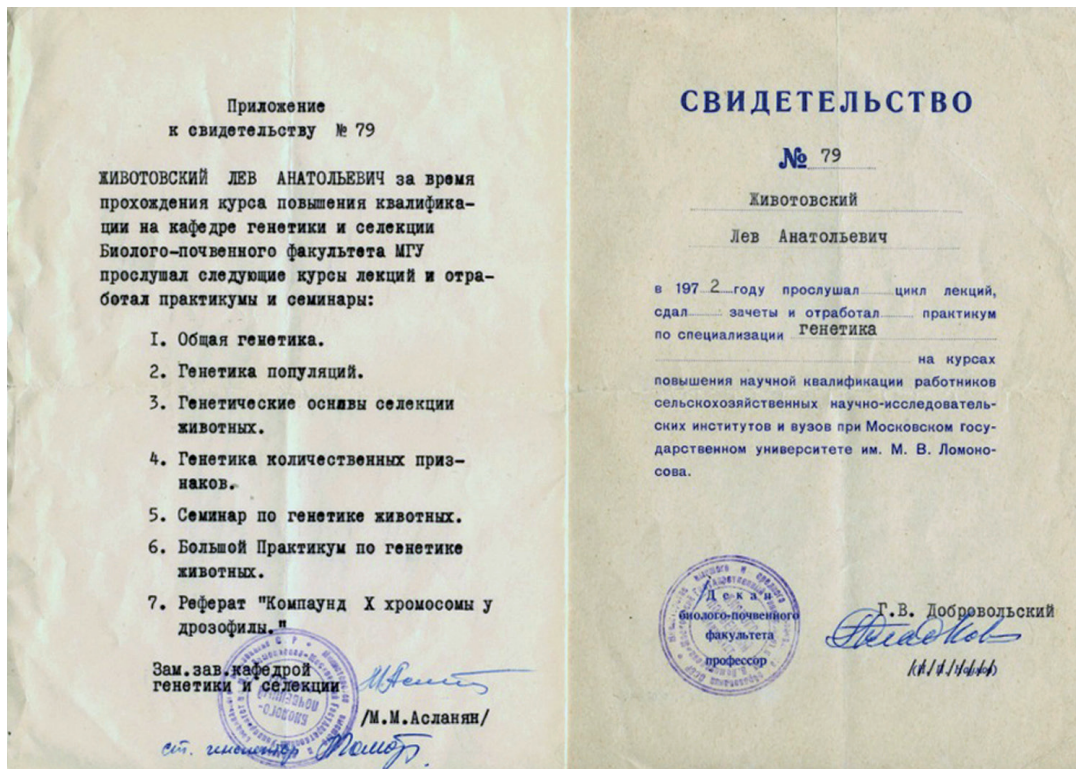 Приложение
к свидетельству № 79
ЖИВОТОВСКИЙ ЛЕВ АНАТОЛЬЕВИЧ за время
прохождения курса повышения квалифика-
ции на кафедре генетики и селекции
Биолого-почвенного факультета МГУ
прослушал следующие курсы лекций и отра-
ботал практикумы и семинары:
I. Общая генетика.
2. Генетика популяций.
3. Генетические основы селекции
животных.
4. Генетика количественных приз-
наков.
5. Семинар по генетике животных.
6. Большой Практикум по генетике
животных.
7. Реферат "Компаунд Х хромосомы у
дрозофилы."
Зам.зав.кафедрой
генетики и селекции
/М.М.Асланян/
ст.
СВИДЕТЕЛЬСТВО
№ 79
Животовский
Лев Анатольевич
в 1972 году прослушал цикл лекций,
сдал зачеты и отработал практикум
по специализации генетика
на курсах
повышения научной квалификации работников
сельскохозяйственных научно-исследователь-
ских институтов и вузов при Московском госу-
дарственном университете им. М. В. Ломоно-
сова.
Декан
биолого-почвенного
факультета
профессор
Г.В. Добровольский